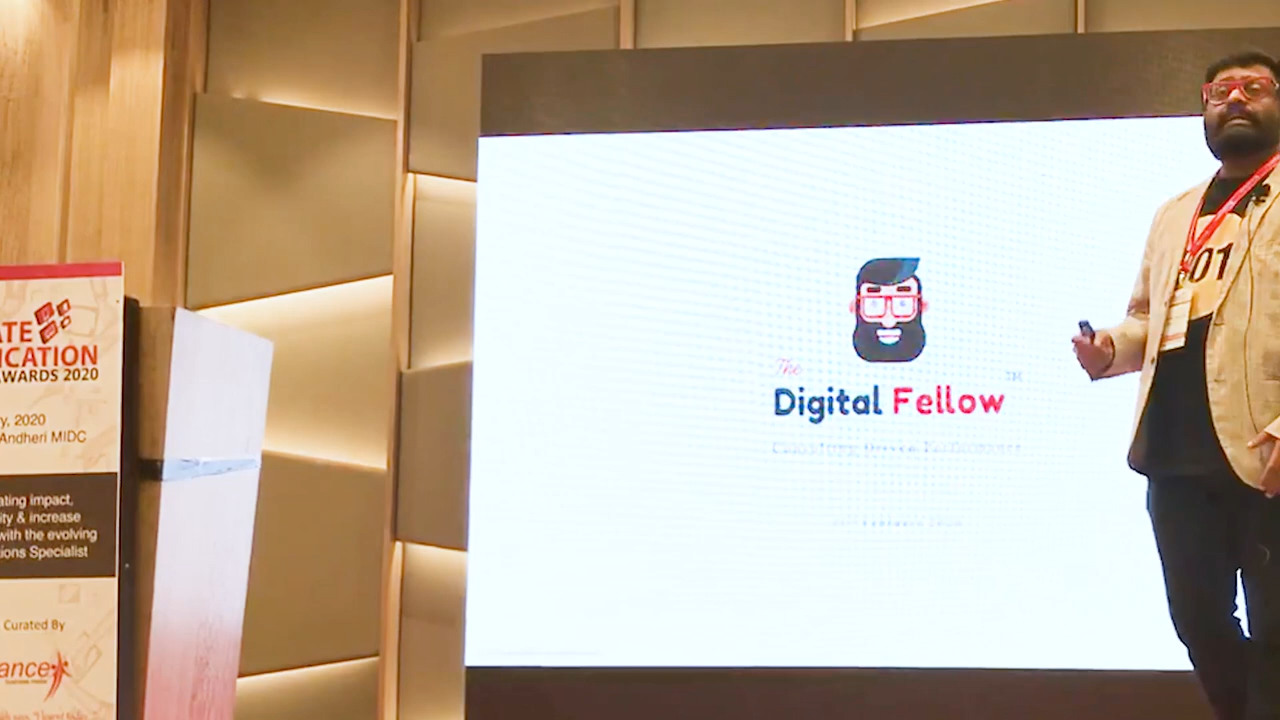 ATE
ICATION
AWARDS 2020
y, 2020
Andheri MIDC
ating impact,
ity & increase
with the evolving
ions Specialist
Curated By
ance
The
Digital Fellow
TM
01